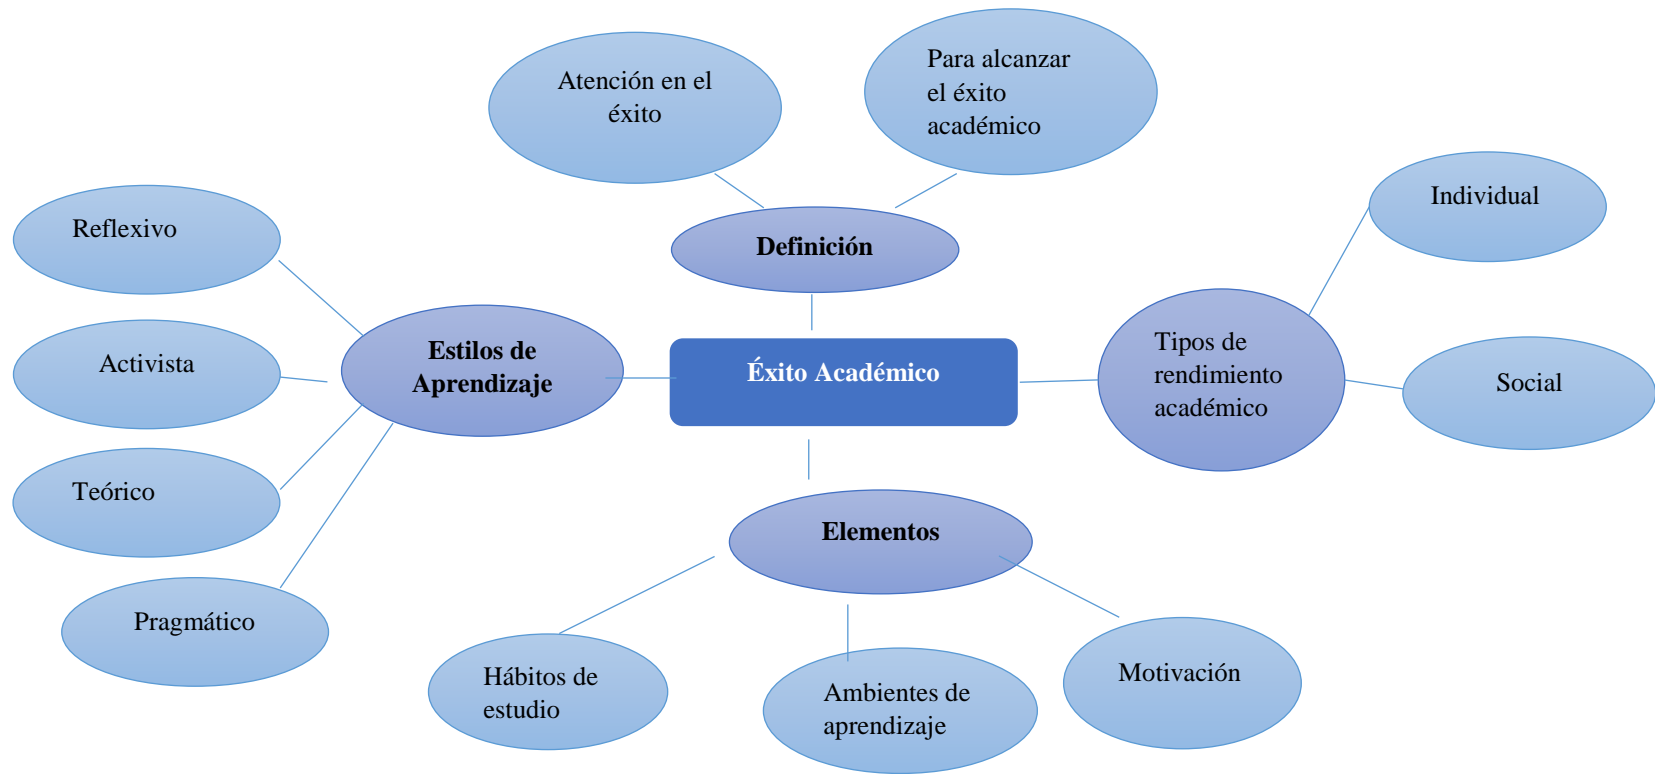 Atención en el
éxito
Para alcanzar
el éxito
académico
Individual
Reflexivo
Definición
Activista
Estilos de
Aprendizaje
Éxito Académico
Tipos de
rendimiento
académico
Social
Teórico
Elementos
Pragmático
Hábitos de
estudio
Ambientes de
aprendizaje
Motivación